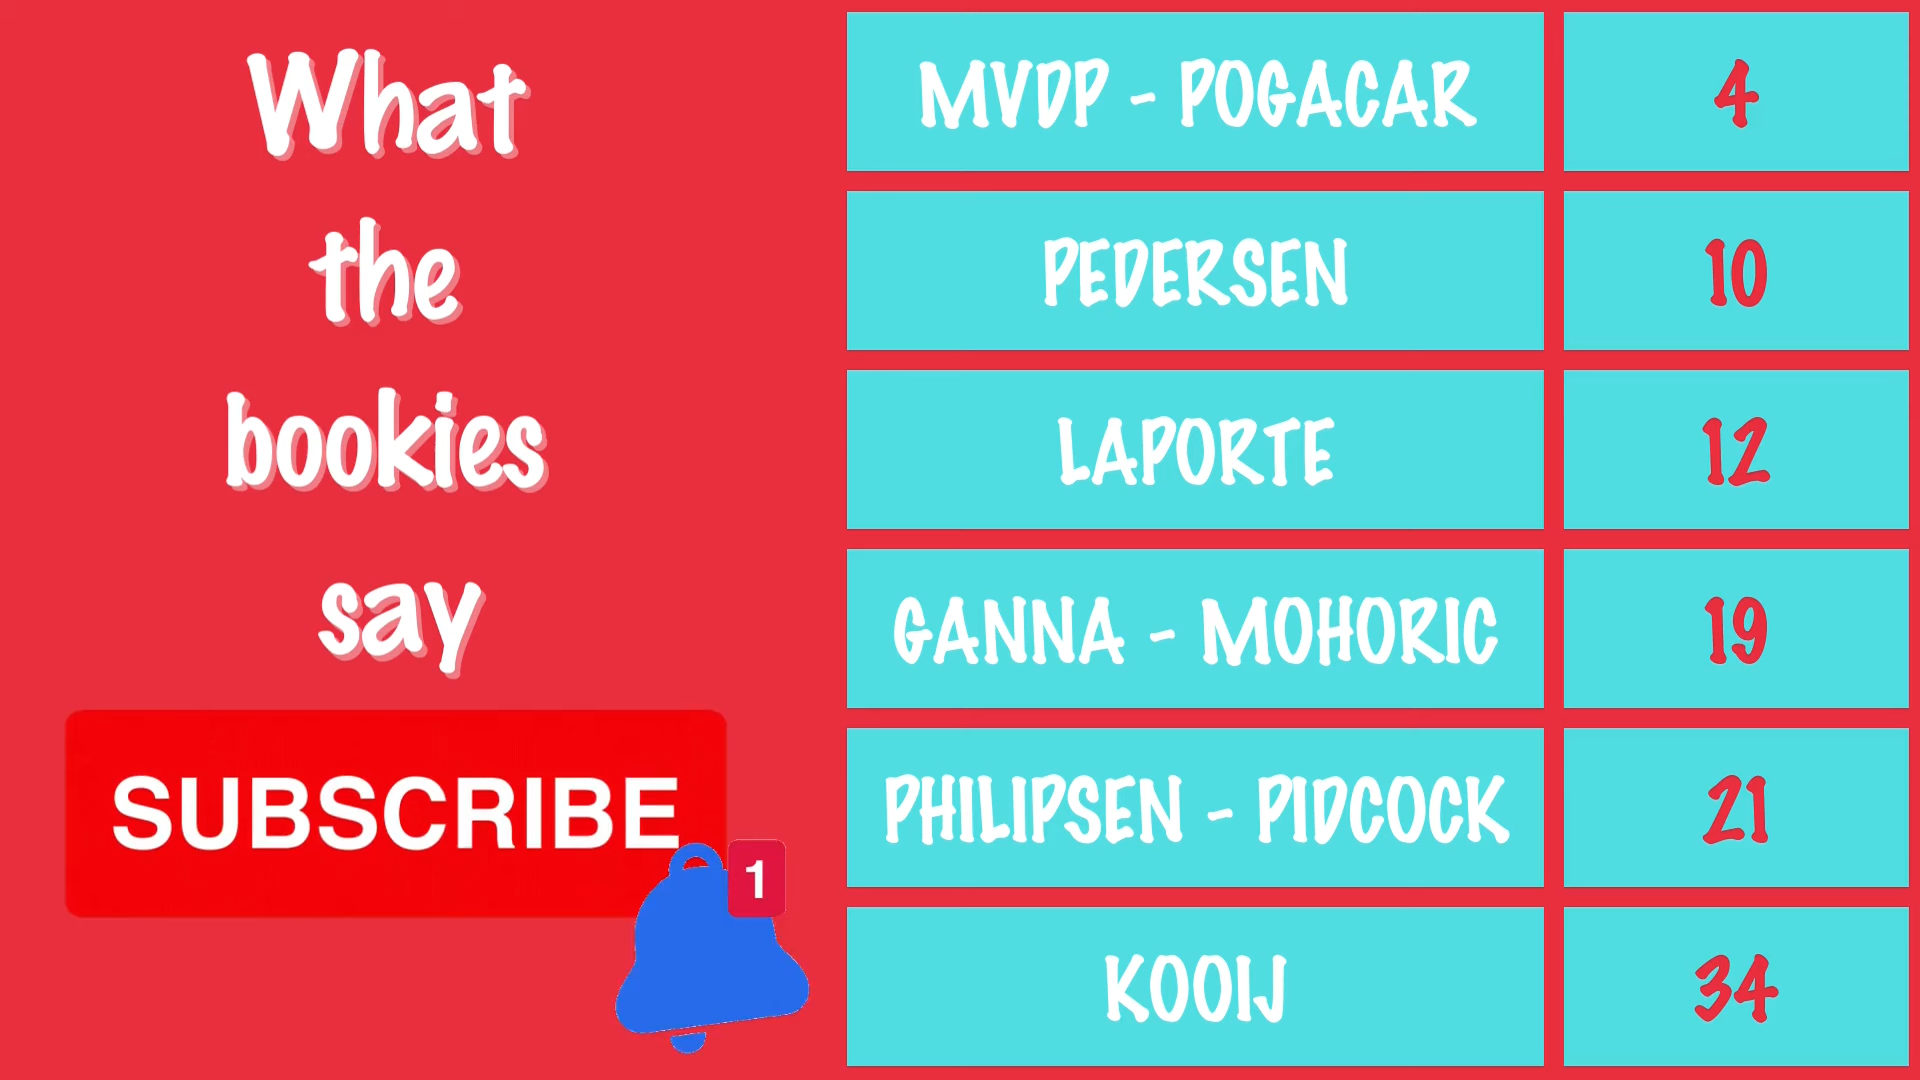 What
the
bookies
say
SUBSCRIBE
1
MVDP - POGACAR 4
PEDERSEN 10
LAPORTE 12
GANNA - MOHORIC 19
PHILIPSEN - PIDCOCK 21
KOOIJ 34